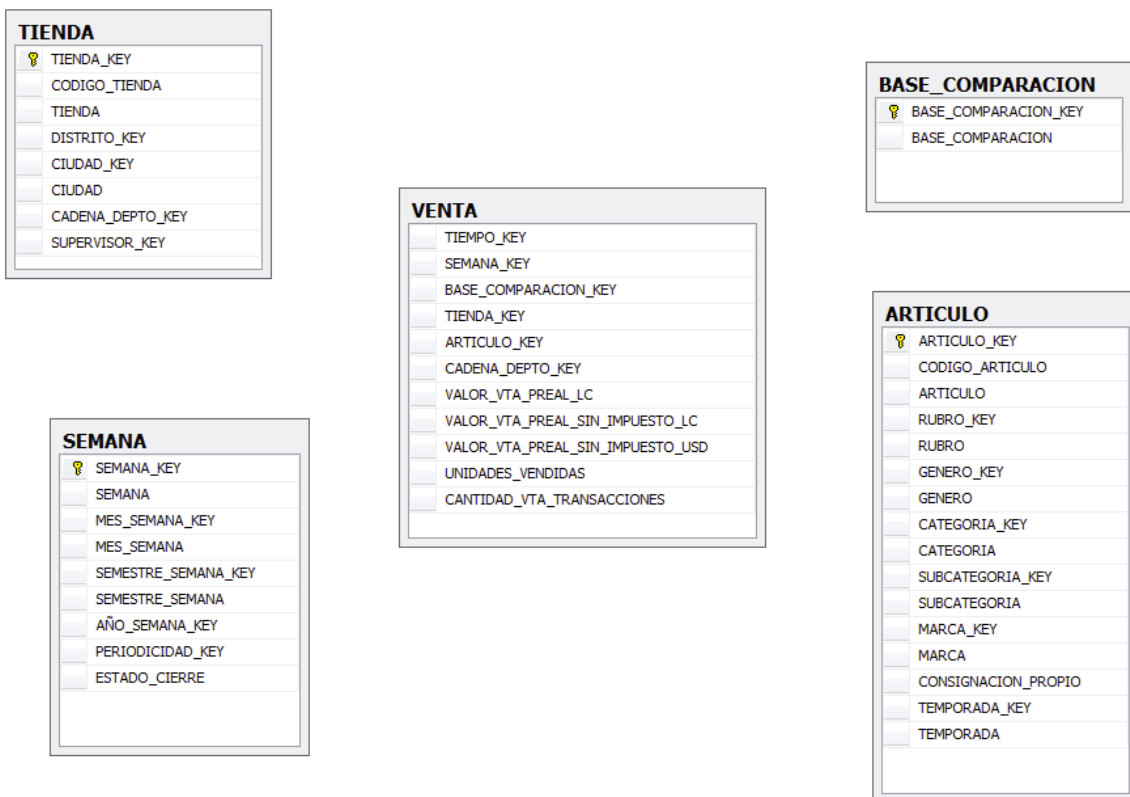 TIENDA
TIENDA_KEY
CODIGO_TIENDA
TIENDA
DISTRITO_KEY
CIUDAD_KEY
CIUDAD
CADENA_DEPTO_KEY
SUPERVISOR_KEY
BASE_COMPARACION
BASE_COMPARACION_KEY
BASE_COMPARACION
VENTA
TIEMPO_KEY
SEMANA_KEY
BASE_COMPARACION_KEY
TIENDA_KEY
ARTICULO_KEY
CADENA_DEPTO_KEY
VALOR_VTA_PREAL_LC
VALOR_VTA_PREAL_SIN_IMPUESTO_LC
VALOR_VTA_PREAL_SIN_IMPUESTO_USD
UNIDADES_VENDIDAS
CANTIDAD_VTA_TRANSACCIONES
ARTICULO
ARTICULO_KEY
CODIGO_ARTICULO
ARTICULO
RUBRO_KEY
RUBRO
GENERO_KEY
GENERO
CATEGORIA_KEY
CATEGORIA
SUBCATEGORIA_KEY
SUBCATEGORIA
MARCA_KEY
MARCA
CONSIGNACION_PROPIO
TEMPORADA_KEY
TEMPORADA
SEMANA
SEMANA_KEY
SEMANA
MES_SEMANA_KEY
MES_SEMANA
SEMESTRE_SEMANA_KEY
SEMESTRE_SEMANA
AÑO_SEMANA_KEY
PERIODICIDAD_KEY
ESTADO_CIERRE